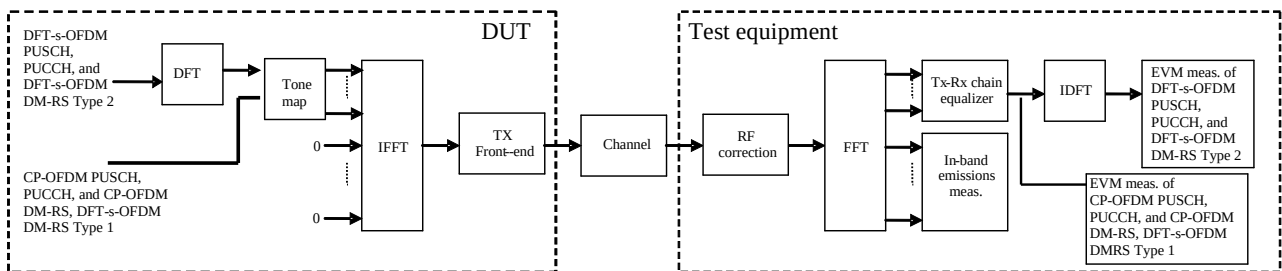 DUT
Test equipment
DFT-s-OFDM
PUSCH,
PUCCH, and
DFT-s-OFDM
DM-RS Type 2
DFT
Tone
map
CP-OFDM PUSCH,
PUCCH, and CP-OFDM
DM-RS, DFT-s-OFDM
DM-RS Type 1
0
0
IFFT
TX
Front--end
Channel
RF
correction
FFT
Tx-Rx chain
equalizer
In-band
emissions
meas.
IDFT
EVM meas. of
DFT-s-OFDM
PUSCH,
PUCCH, and
DFT-s-OFDM
DM-RS Type 2
EVM meas. of
CP-OFDM PUSCH,
PUCCH, and CP-OFDM
DM-RS, DFT-s-OFDM
DMRS Type 1